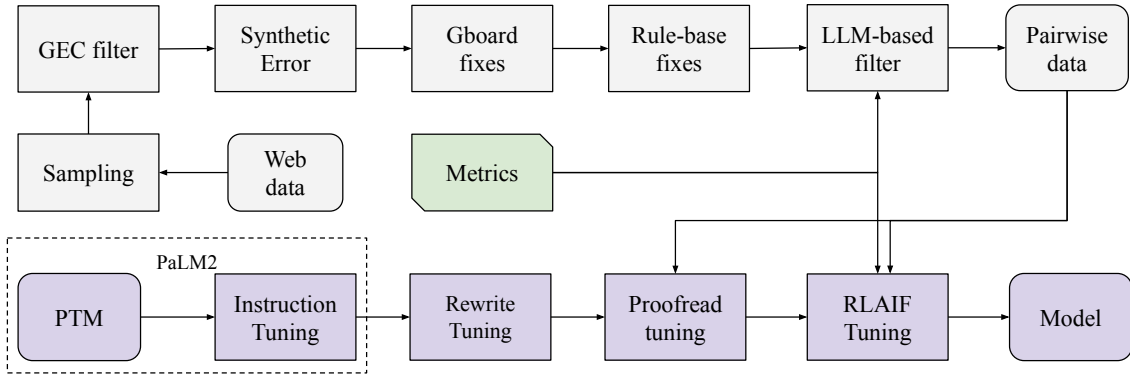 GEC filter
Synthetic
Error
Gboard
fixes
Rule-base
fixes
LLM-based
filter
Pairwise
data
Sampling
Web
data
Metrics
PaLM2
PTM
Instruction
Tuning
Rewrite
Tuning
Proofread
tuning
RLAIF
Tuning
Model